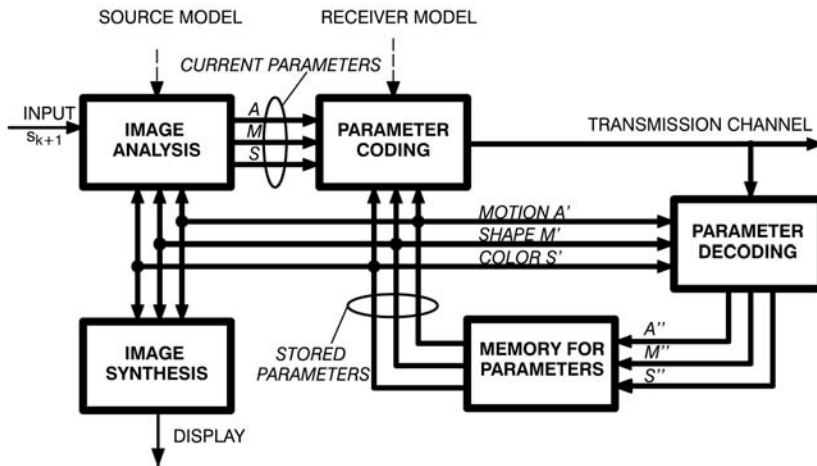 SOURCE MODEL
RECEIVER MODEL
CURRENT PARAMETERS
INPUT
s k+1
IMAGE
ANALYSIS
A
M
S
PARAMETER
CODING
TRANSMISSION CHANNEL
MOTION A'
SHAPE M'
COLOR S'
PARAMETER
DECODING
IMAGE
SYNTHESIS
STORED
PARAMETERS
MEMORY FOR
PARAMETERS
A''
M''
S''
DISPLAY